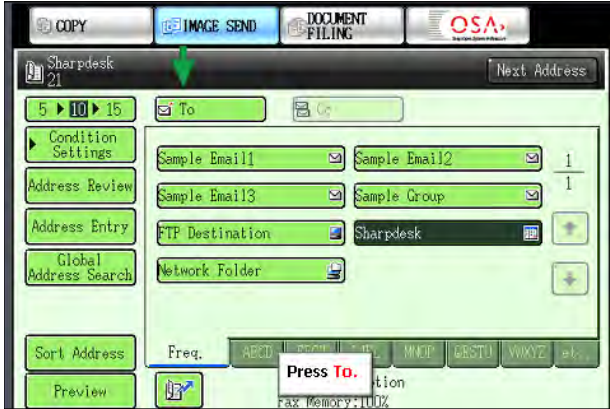 COPY
IMAGE SEND
DOCUMENT
FILING
OSA
Sharpdesk
21
Next Address
5 ▶ 10 ▶ 15
To
Cc
Condition
Settings
Sample Email1
Sample Email2
1
1
Address Review
Sample Email3
Sample Group
Address Entry
FTP Destination
Sharpdesk
Global
Address Search
Network Folder
Sort Address
Freq.
ABCD
MNOP
QRSTU
VWXYZ
etc.
Press To.
Preview
Fax Memory:100%